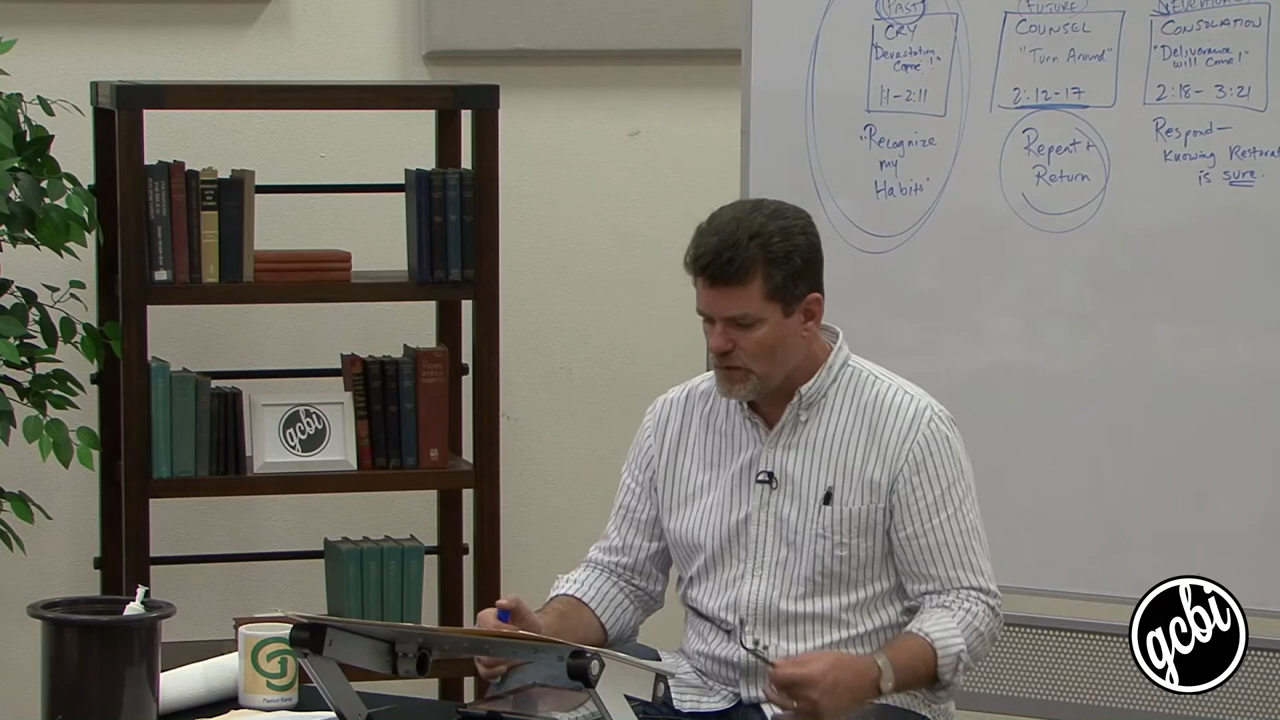 PAST
CRY
"Devastation
Came!"
1:1-2:11
"Recognize
my
Habits"
FUTURE
COUNSEL
"Turn Around"
2:12-17
Repent +
Return
CONSOLATION
"Deliverance
will come!"
2:18- 3:21
Respond—
Knowing Restorat
is sure.
gcbi
gcbi